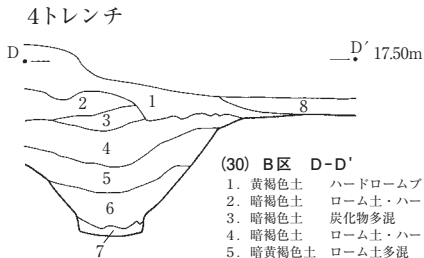 4トレンチ
D
D′ 17.50m
2
1
8
3
4
5
6
7
(30) B区 D-D'
1. 黄褐色土 ハードロームブ
2. 暗褐色土 ローム土・ハー
3. 暗褐色土 炭化物多混
4. 暗褐色土 ローム土・ハー
5. 暗黄褐色土 ローム土多混